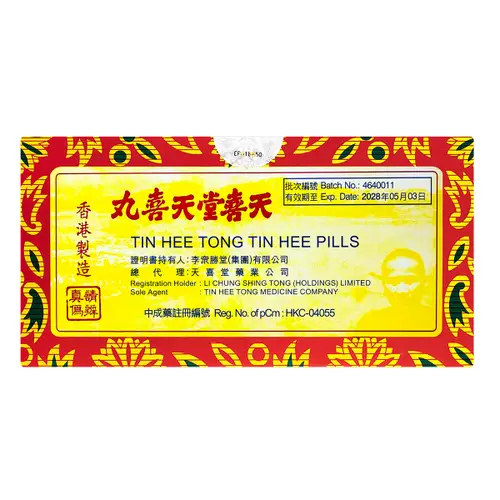 批次編號 Batch No.: 4640011
有效期至 Exp. Date: 2028年05月03日
丸喜天堂喜天
TIN HEE TONG TIN HEE PILLS
證明書持有人: 李眾勝堂(集團)有限公司
總代理: 天喜堂藥業公司
Registration Holder : LI CHUNG SHING TONG (HOLDINGS) LIMITED
Sole Agent : TIN HEE TONG MEDICINE COMPANY
中成藥註冊編號 Reg. No. of pCm : HKC-04055
香港製造
請辯真偽